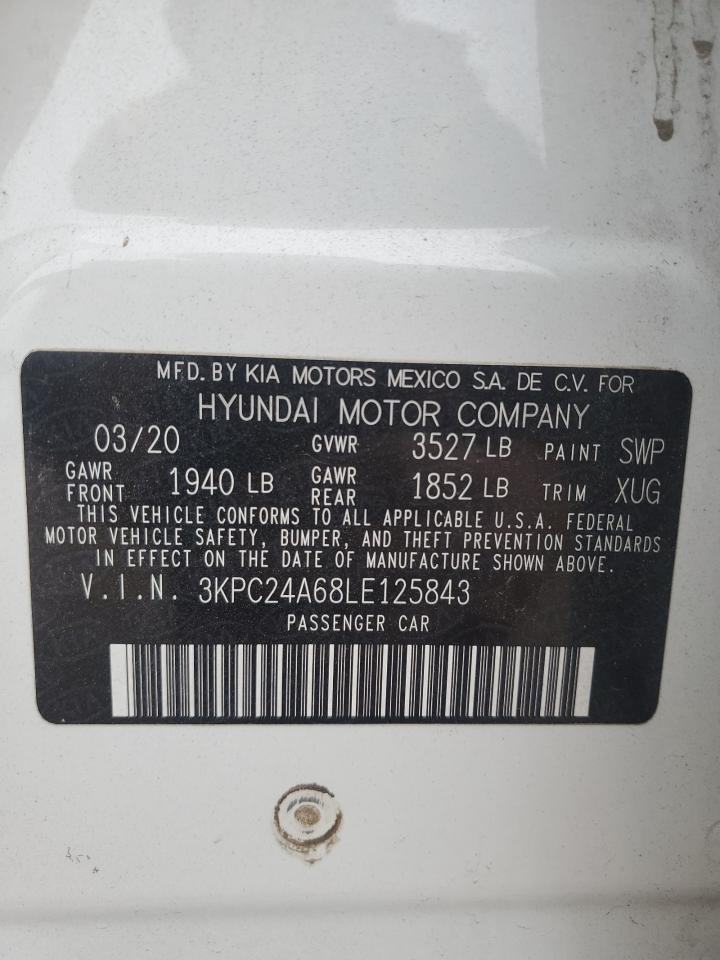 MFD. BY KIA MOTORS MEXICO S.A. DE C.V. FOR
HYUNDAI MOTOR COMPANY
03/20 GVWR 3527 LB PAINT SWP
GAWR FRONT 1940 LB GAWR REAR 1852 LB TRIM XUG
THIS VEHICLE CONFORMS TO ALL APPLICABLE U.S.A. FEDERAL
MOTOR VEHICLE SAFETY, BUMPER, AND THEFT PREVENTION STANDARDS
IN EFFECT ON THE DATE OF MANUFACTURE SHOWN ABOVE.
V.I.N. 3KPC24A68LE125843
PASSENGER CAR